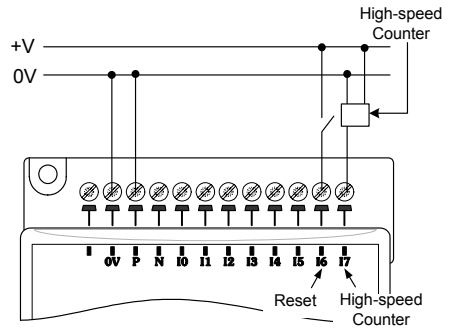 High-speed
Counter
+V
0V
0V P N I0 I1 I2 I3 I4 I5 I6 I7
Reset
High-speed
Counter